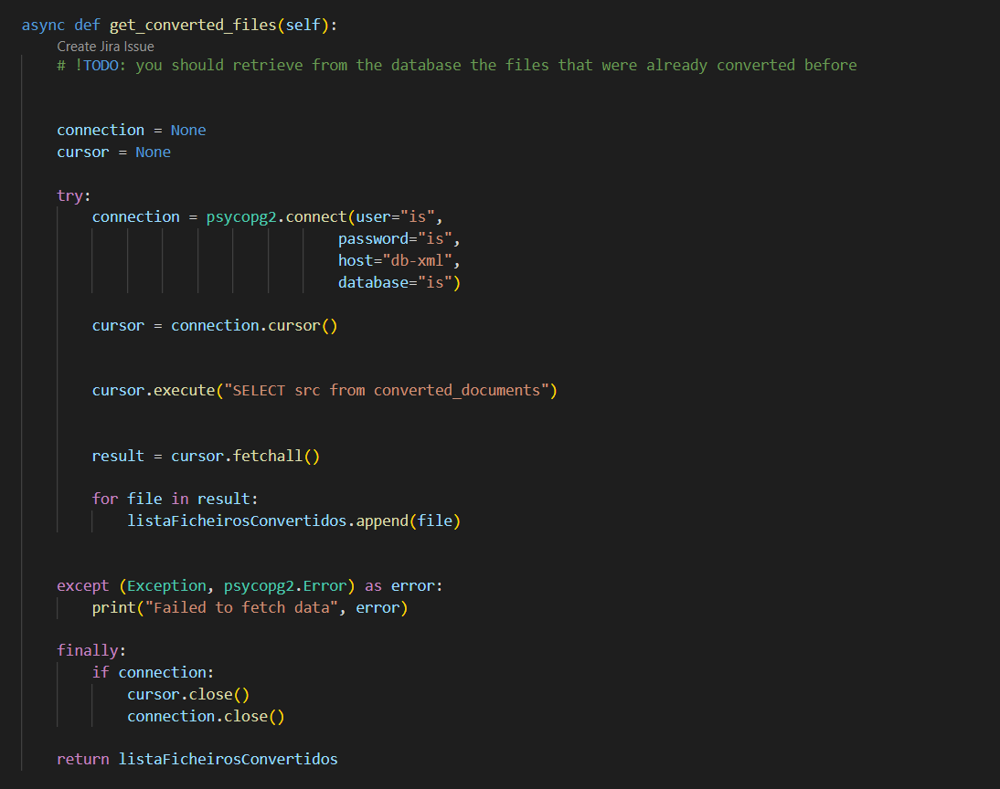 async def get_converted_files(self):
Create Jira Issue
# !TODO: you should retrieve from the database the files that were already converted before
connection = None
cursor = None
try:
connection = psycopg2.connect(user="is",
password="is",
host="db-xml",
database="is")
cursor = connection.cursor()
cursor.execute("SELECT src from converted_documents")
result = cursor.fetchall()
for file in result:
listaFicheirosConvertidos.append(file)
except (Exception, psycopg2.Error) as error:
print("Failed to fetch data", error)
finally:
if connection:
cursor.close()
connection.close()
return listaFicheirosConvertidos